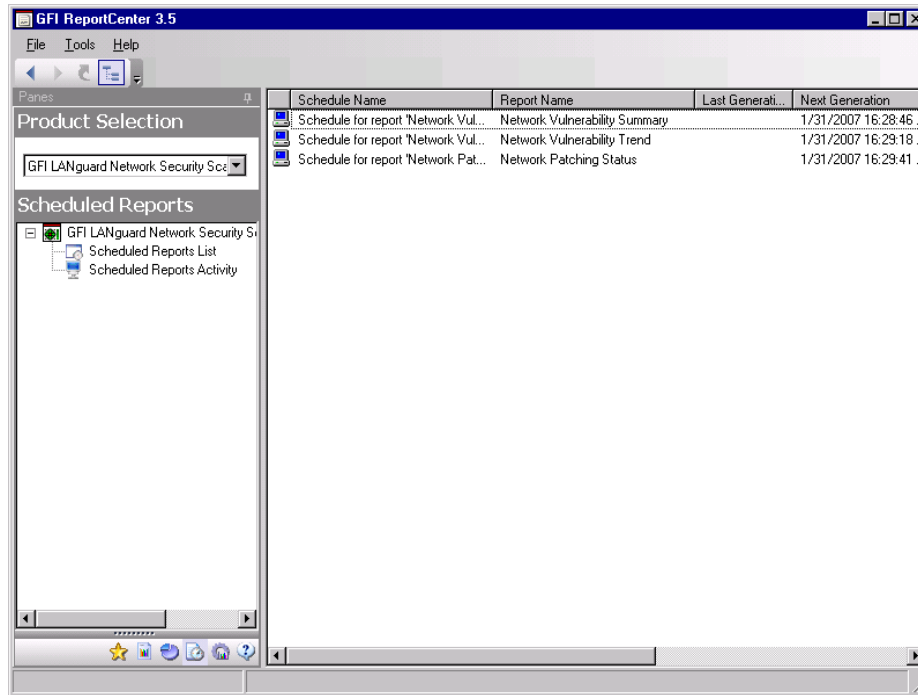 GFI ReportCenter 3.5
File Tools Help
Panes
Product Selection
GFI LANguard Network Security Sca
Scheduled Reports
GFI LANguard Network Security S
Scheduled Reports List
Scheduled Reports Activity
Schedule Name Report Name Last Generati... Next Generation
Schedule for report 'Network Vul... Network Vulnerability Summary 1/31/2007 16:28:46
Schedule for report 'Network Vul... Network Vulnerability Trend 1/31/2007 16:29:18
Schedule for report 'Network Pat... Network Patching Status 1/31/2007 16:29:41